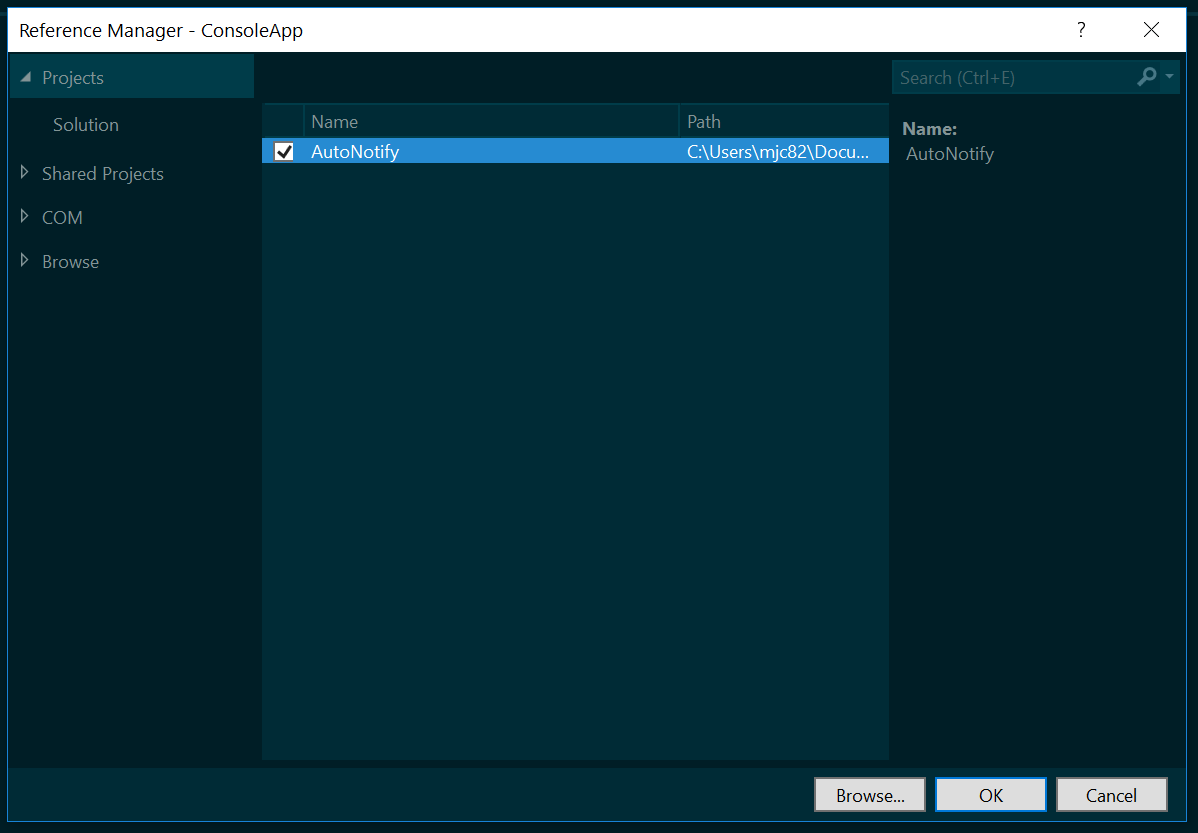 Reference Manager - ConsoleApp ?
Projects
Search (Ctrl+E)
Solution
Shared Projects
COM
Browse
Name Path
AutoNotify C:\Users\mjc82\Docu...
Name:
AutoNotify
Browse... OK Cancel